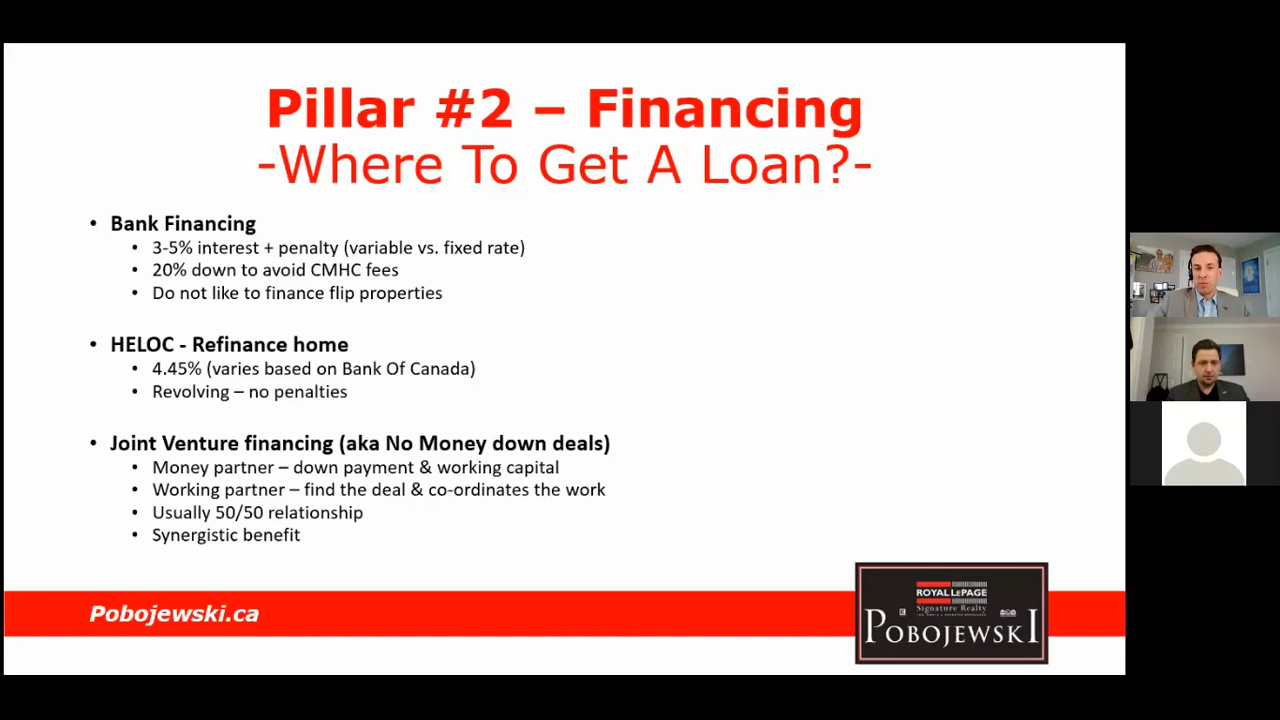 Pillar #2 – Financing
-Where To Get A Loan?-
• Bank Financing
• 3-5% interest + penalty (variable vs. fixed rate)
• 20% down to avoid CMHC fees
• Do not like to finance flip properties
• HELOC - Refinance home
• 4.45% (varies based on Bank Of Canada)
• Revolving – no penalties
• Joint Venture financing (aka No Money down deals)
• Money partner – down payment & working capital
• Working partner – find the deal & co-ordinates the work
• Usually 50/50 relationship
• Synergistic benefit
Pobojewski.ca
ROYAL LEPAGE
Signature Realty
POBOJEWSKI